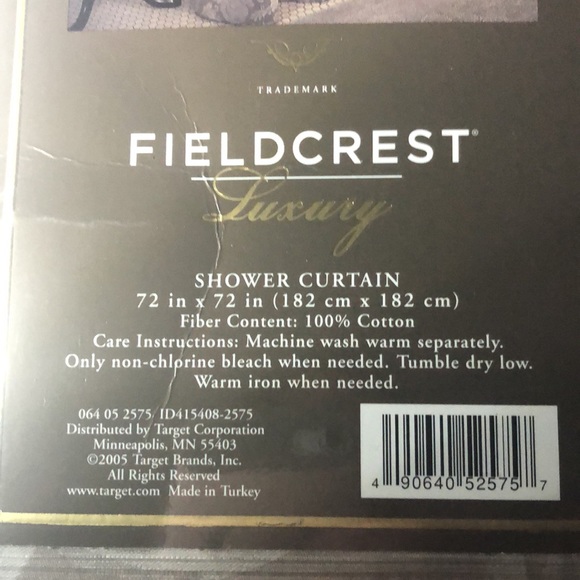 TRADEMARK
FIELDCREST®
Luxury
SHOWER CURTAIN
72 in x 72 in (182 cm x 182 cm)
Fiber Content: 100% Cotton
Care Instructions: Machine wash warm separately.
Only non-chlorine bleach when needed. Tumble dry low.
Warm iron when needed.
064 05 2575 ID415408-2575
Distributed by Target Corporation
Minneapolis, MN 55403
©2005 Target Brands, Inc.
All Rights Reserved
www.target.com Made in Turkey
4 90640 52575 7